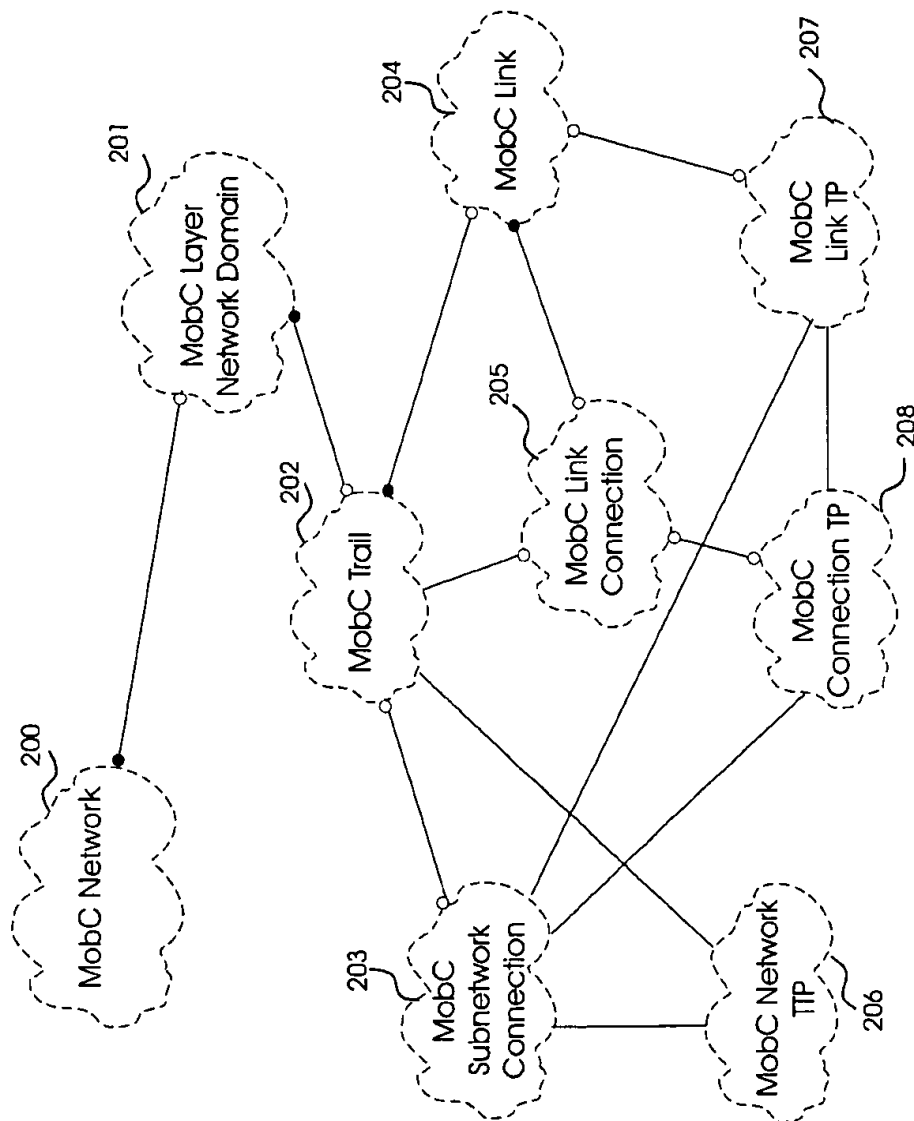 200
MobC Network
201
MobC Layer
Network Domain
202
MobC Trail
204
MobC Link
203
MobC
Subnetwork
Connection
205
MobC Link
Connection
206
MobC Network
TTP
208
MobC
Connection TP
207
MobC
Link TP